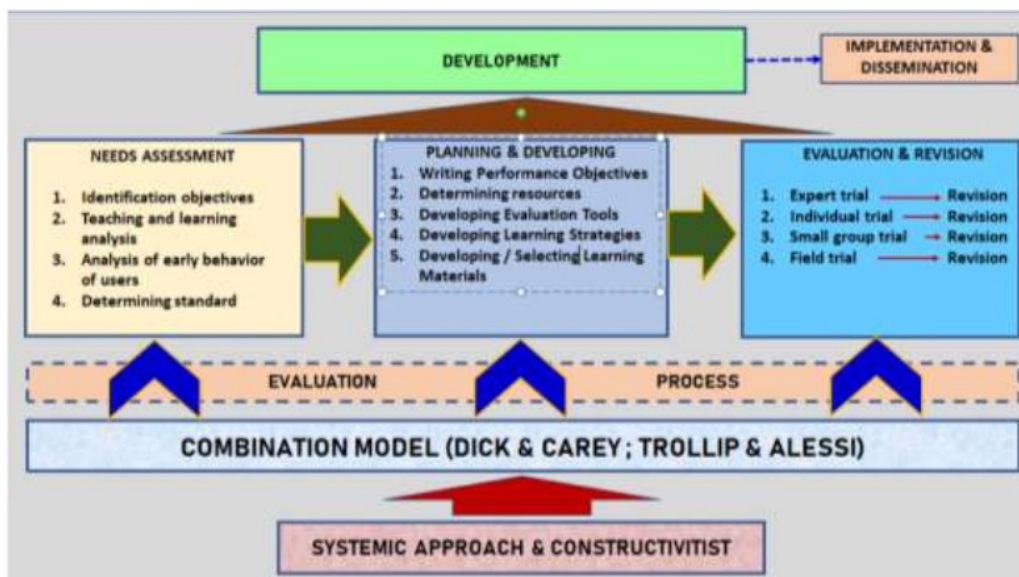 DEVELOPMENT
IMPLEMENTATION &
DISSEMINATION
NEEDS ASSESSMENT
1. Identification objectives
2. Teaching and learning
analysis
3. Analysis of early behavior
of users
4. Determining standard
PLANNING & DEVELOPING
1. Writing Performance Objectives
2. Determining resources
3. Developing Evaluation Tools
4. Developing Learning Strategies
5. Developing / Selecting Learning
Materials
EVALUATION & REVISION
1. Expert trial Revision
2. Individual trial Revision
3. Small group trial Revision
4. Field trial Revision
EVALUATION PROCESS
COMBINATION MODEL (DICK & CAREY ; TROLLIP & ALESSI)
SYSTEMIC APPROACH & CONSTRUCTIVITIST